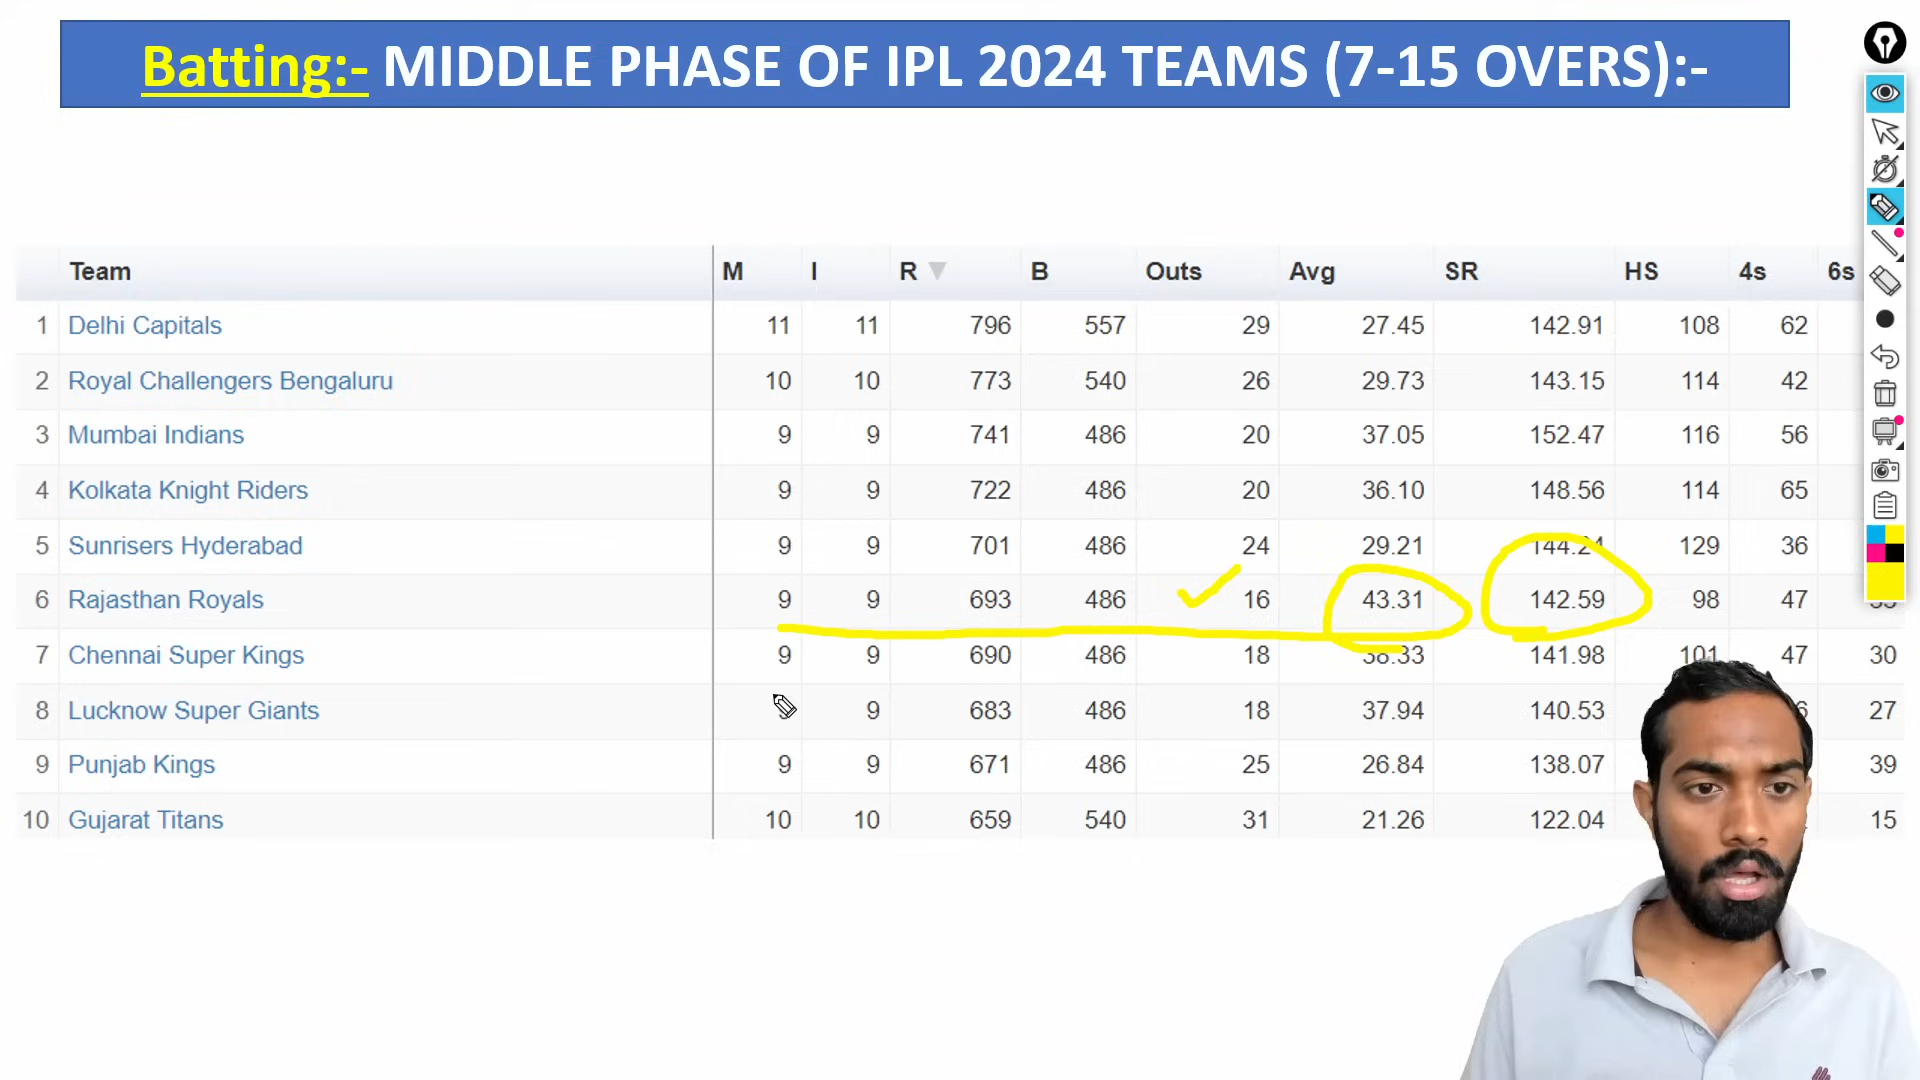 Batting:- MIDDLE PHASE OF IPL 2024 TEAMS (7-15 OVERS):-
Team M I R B Outs Avg SR HS 4s 6s
1 Delhi Capitals 11 11 796 557 29 27.45 142.91 108 62
2 Royal Challengers Bengaluru 10 10 773 540 26 29.73 143.15 114 42
3 Mumbai Indians 9 9 741 486 20 37.05 152.47 116 56
4 Kolkata Knight Riders 9 9 722 486 20 36.10 148.56 114 65
5 Sunrisers Hyderabad 9 9 701 486 24 29.21 144.24 129 36
6 Rajasthan Royals 9 9 693 486 16 43.31 142.59 98 47
7 Chennai Super Kings 9 9 690 486 18 38.33 141.98 101 47 30
8 Lucknow Super Giants 9 683 486 18 37.94 140.53 27
9 Punjab Kings 9 9 671 486 25 26.84 138.07 39
10 Gujarat Titans 10 10 659 540 31 21.26 122.04 15